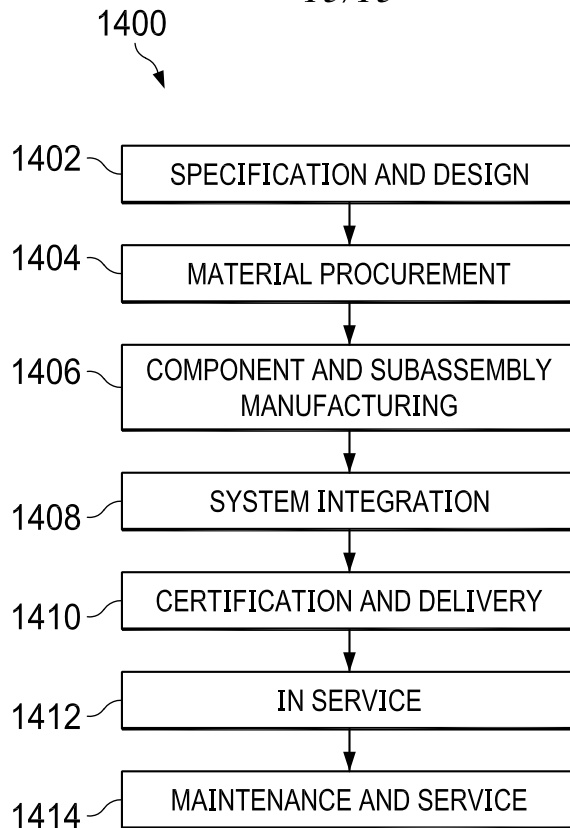 1400
1402 SPECIFICATION AND DESIGN
1404 MATERIAL PROCUREMENT
1406 COMPONENT AND SUBASSEMBLY
MANUFACTURING
1408 SYSTEM INTEGRATION
1410 CERTIFICATION AND DELIVERY
1412 IN SERVICE
1414 MAINTENANCE AND SERVICE